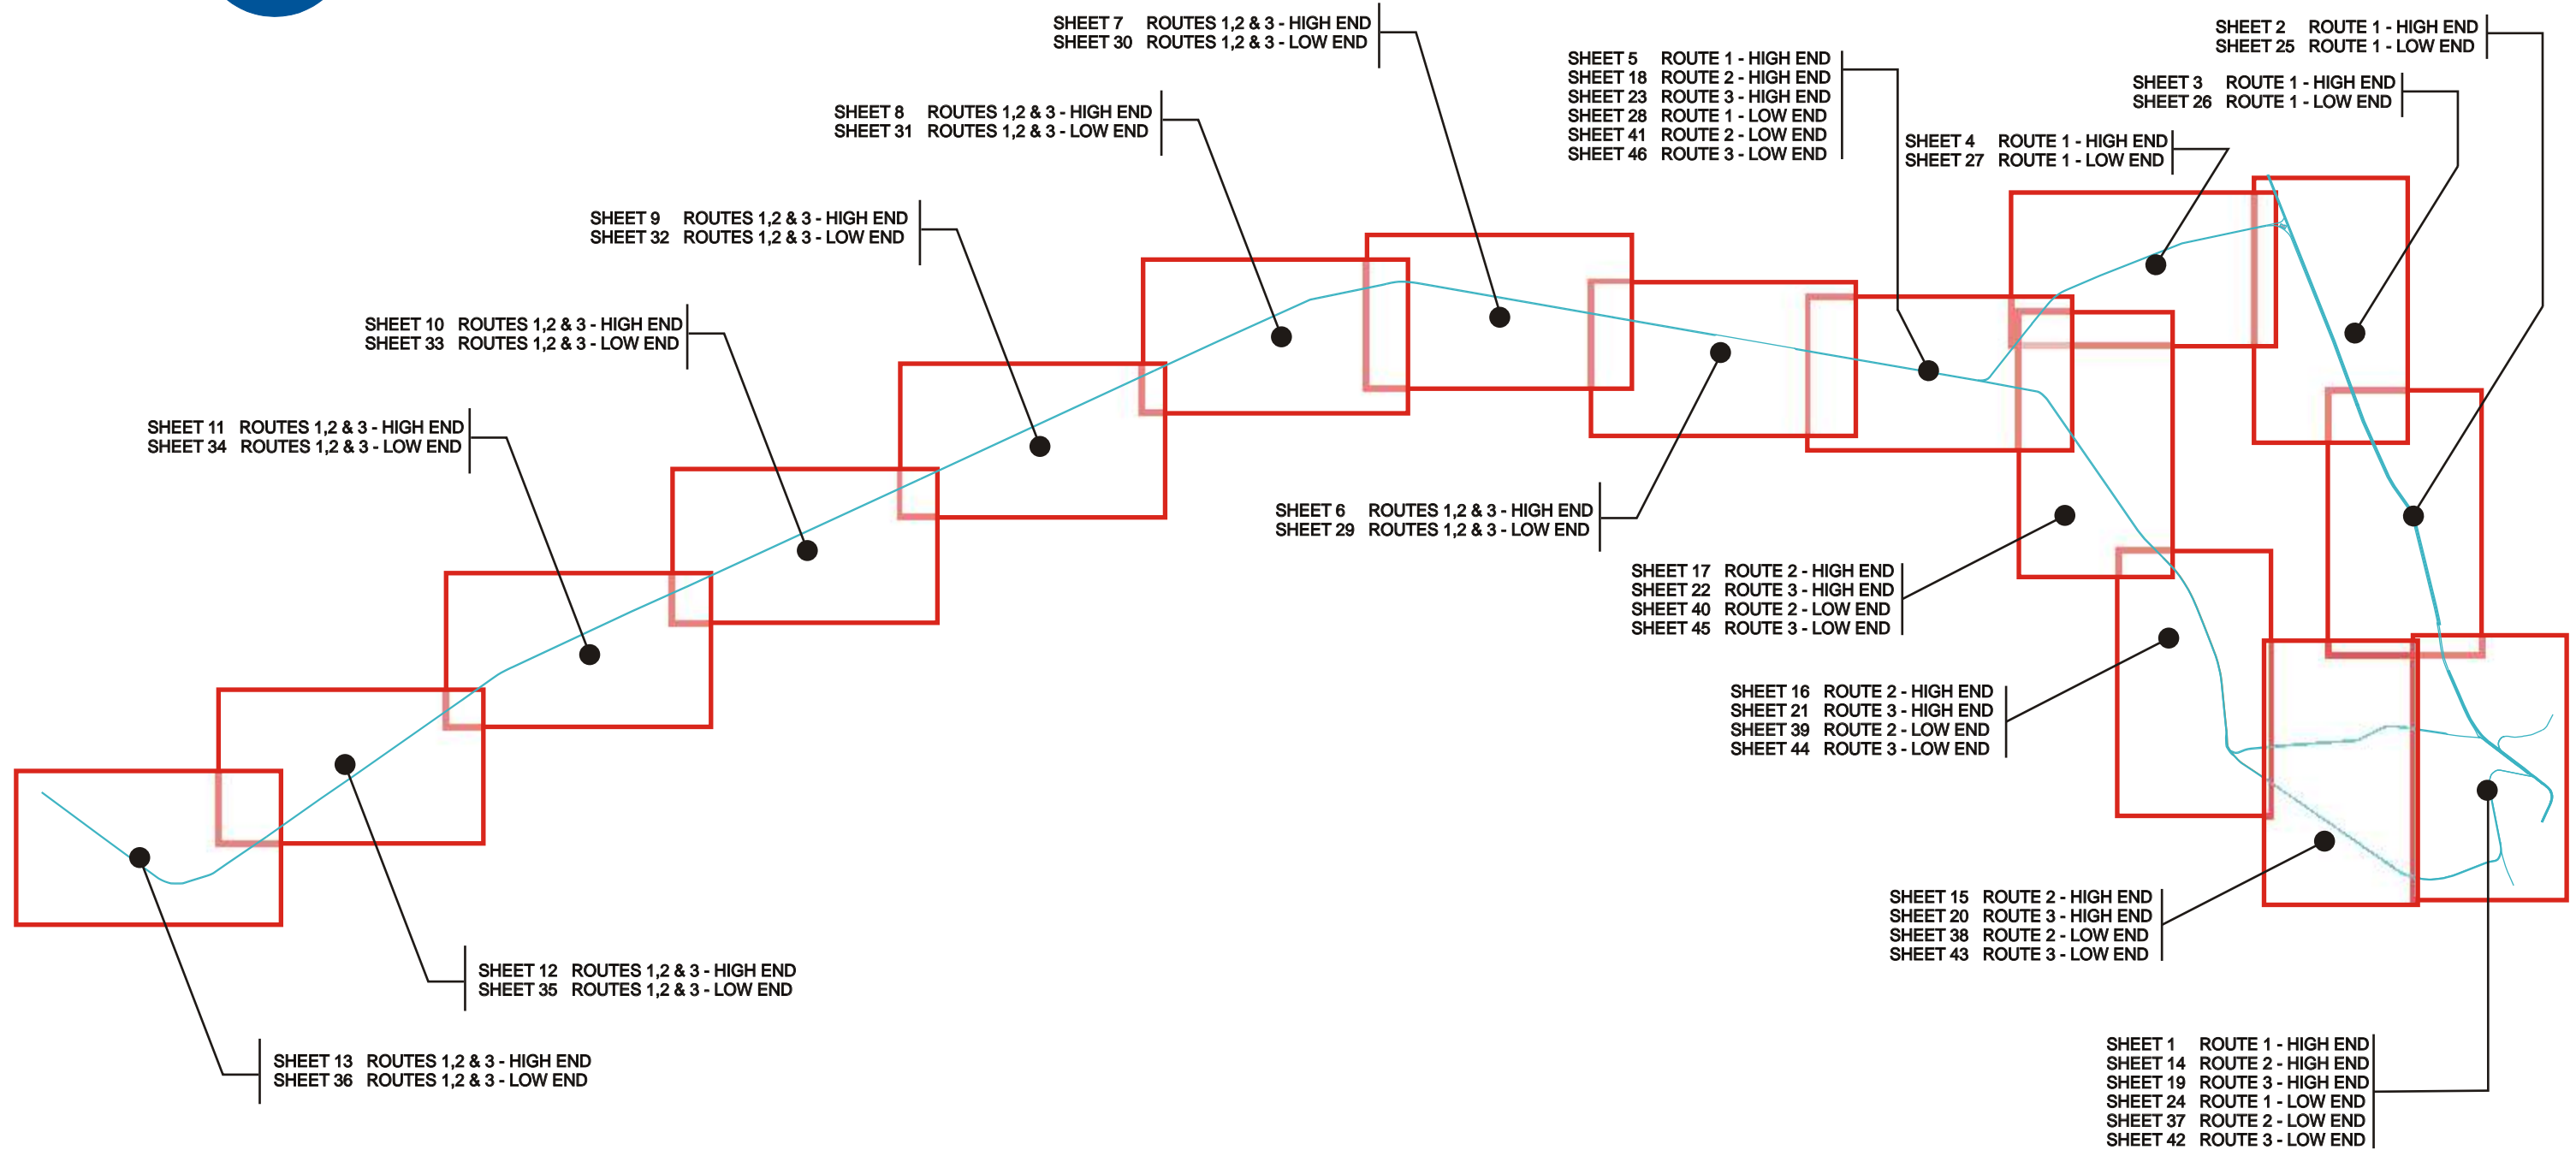 SHEET 7 ROUTES 1,2 & 3 - HIGH END
SHEET 30 ROUTES 1,2 & 3 - LOW END
SHEET 2 ROUTE 1 - HIGH END
SHEET 25 ROUTE 1 - LOW END
SHEET 5 ROUTE 1 - HIGH END
SHEET 18 ROUTE 2 - HIGH END
SHEET 23 ROUTE 3 - HIGH END
SHEET 28 ROUTE 1 - LOW END
SHEET 41 ROUTE 2 - LOW END
SHEET 46 ROUTE 3 - LOW END
SHEET 3 ROUTE 1 - HIGH END
SHEET 26 ROUTE 1 - LOW END
SHEET 8 ROUTES 1,2 & 3 - HIGH END
SHEET 31 ROUTES 1,2 & 3 - LOW END
SHEET 4 ROUTE 1 - HIGH END
SHEET 27 ROUTE 1 - LOW END
SHEET 9 ROUTES 1,2 & 3 - HIGH END
SHEET 32 ROUTES 1,2 & 3 - LOW END
SHEET 10 ROUTES 1,2 & 3 - HIGH END
SHEET 33 ROUTES 1,2 & 3 - LOW END
SHEET 11 ROUTES 1,2 & 3 - HIGH END
SHEET 34 ROUTES 1,2 & 3 - LOW END
SHEET 6 ROUTES 1,2 & 3 - HIGH END
SHEET 29 ROUTES 1,2 & 3 - LOW END
SHEET 17 ROUTE 2 - HIGH END
SHEET 22 ROUTE 3 - HIGH END
SHEET 40 ROUTE 2 - LOW END
SHEET 45 ROUTE 3 - LOW END
SHEET 16 ROUTE 2 - HIGH END
SHEET 21 ROUTE 3 - HIGH END
SHEET 39 ROUTE 2 - LOW END
SHEET 44 ROUTE 3 - LOW END
SHEET 15 ROUTE 2 - HIGH END
SHEET 20 ROUTE 3 - HIGH END
SHEET 38 ROUTE 2 - LOW END
SHEET 43 ROUTE 3 - LOW END
SHEET 12 ROUTES 1,2 & 3 - HIGH END
SHEET 35 ROUTES 1,2 & 3 - LOW END
SHEET 13 ROUTES 1,2 & 3 - HIGH END
SHEET 36 ROUTES 1,2 & 3 - LOW END
SHEET 1 ROUTE 1 - HIGH END
SHEET 14 ROUTE 2 - HIGH END
SHEET 19 ROUTE 3 - HIGH END
SHEET 24 ROUTE 1 - LOW END
SHEET 37 ROUTE 2 - LOW END
SHEET 42 ROUTE 3 - LOW END